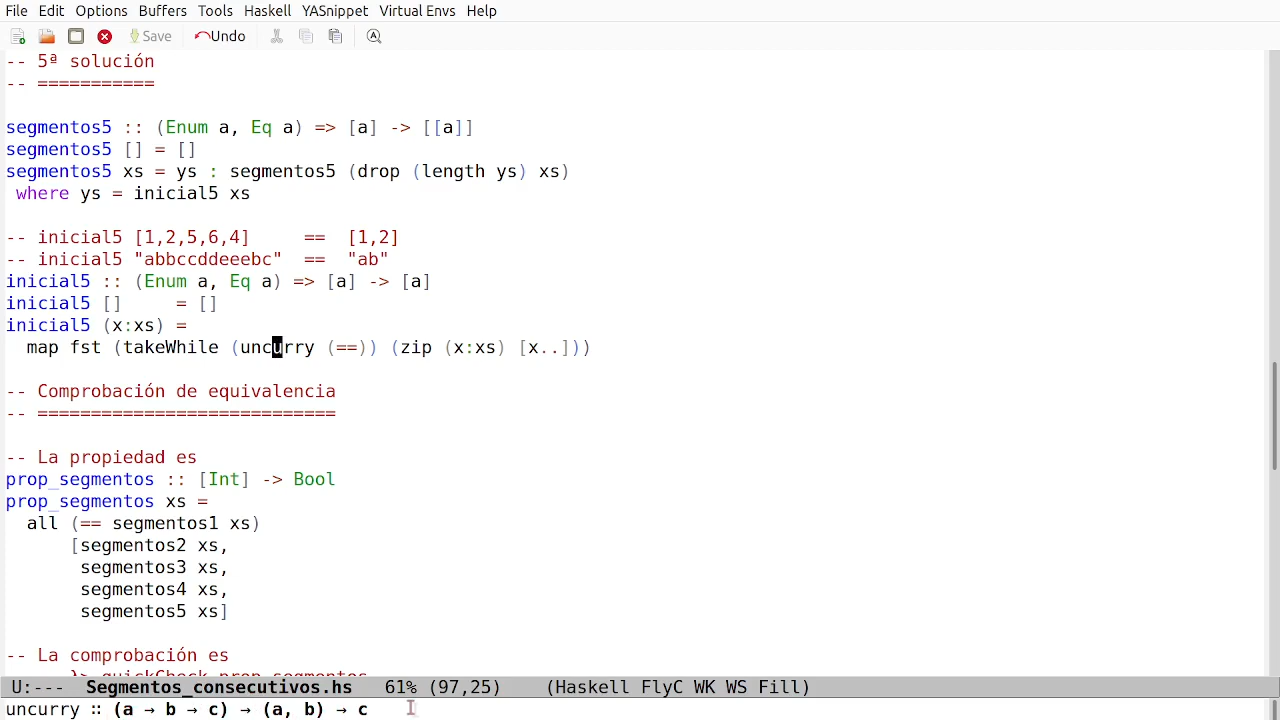 File Edit Options Buffers Tools Haskell YASnippet Virtual Envs Help
Save Undo
-- 5ª solución
-- ===========
segmentos5 :: (Enum a, Eq a) => [a] -> [[a]]
segmentos5 [] = []
segmentos5 xs = ys : segmentos5 (drop (length ys) xs)
 where ys = inicial5 xs
-- inicial5 [1,2,5,6,4]     ==  [1,2]
-- inicial5 "abbccddeeebc"  ==  "ab"
inicial5 :: (Enum a, Eq a) => [a] -> [a]
inicial5 []     = []
inicial5 (x:xs) =
  map fst (takeWhile (uncurry (==)) (zip (x:xs) [x..]))
-- Comprobación de equivalencia
-- ============================
-- La propiedad es
prop_segmentos :: [Int] -> Bool
prop_segmentos xs =
  all (== segmentos1 xs)
      [segmentos2 xs,
       segmentos3 xs,
       segmentos4 xs,
       segmentos5 xs]
-- La comprobación es
--    λ> quickCheck prop_segmentos
U:---  Segmentos_consecutivos.hs   61% (97,25)    (Haskell FlyC WK WS Fill)
uncurry ∷ (a → b → c) → (a, b) → c